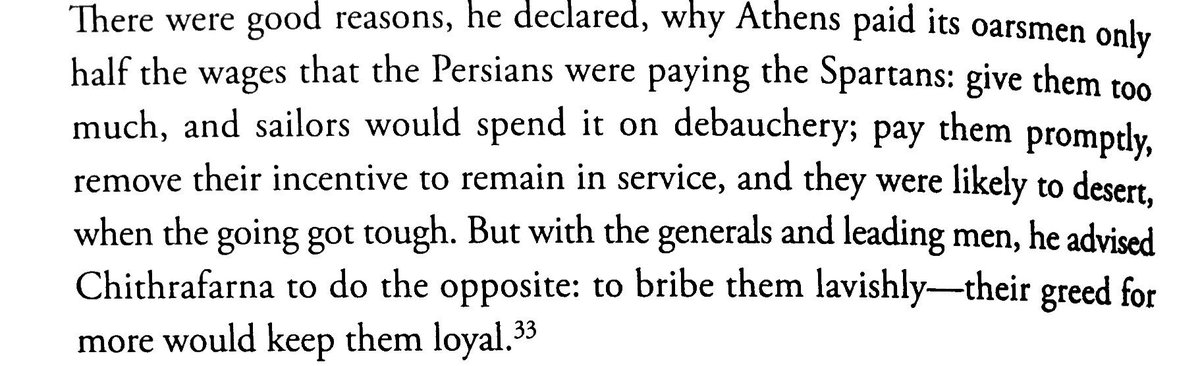 There were good reasons, he declared, why Athens paid its oarsmen only
half the wages that the Persians were paying the Spartans: give them too
much, and sailors would spend it on debauchery; pay them promptly,
remove their incentive to remain in service, and they were likely to desert,
when the going got tough. But with the generals and leading men, he advised
Chithrafarna to do the opposite: to bribe them lavishly—their greed for
more would keep them loyal.³³